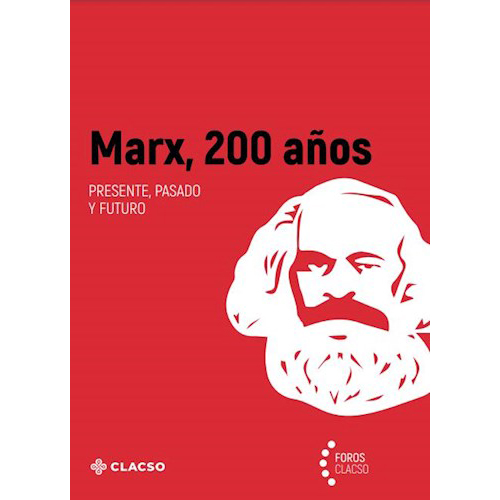 Marx, 200 años
PRESENTE, PASADO
Y FUTURO
CLACSO
FOROS
CLACSO